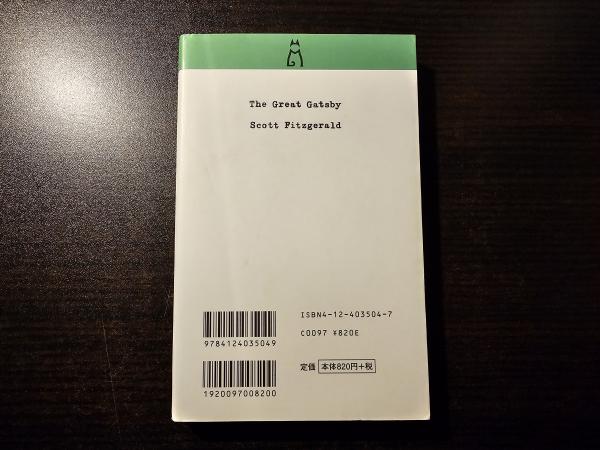 The Great Gatsby
Scott Fitzgerald
ISBN4-12-403504-7
C0097 ¥820E
9784124035049
定価 本体820円+税
1920097008200